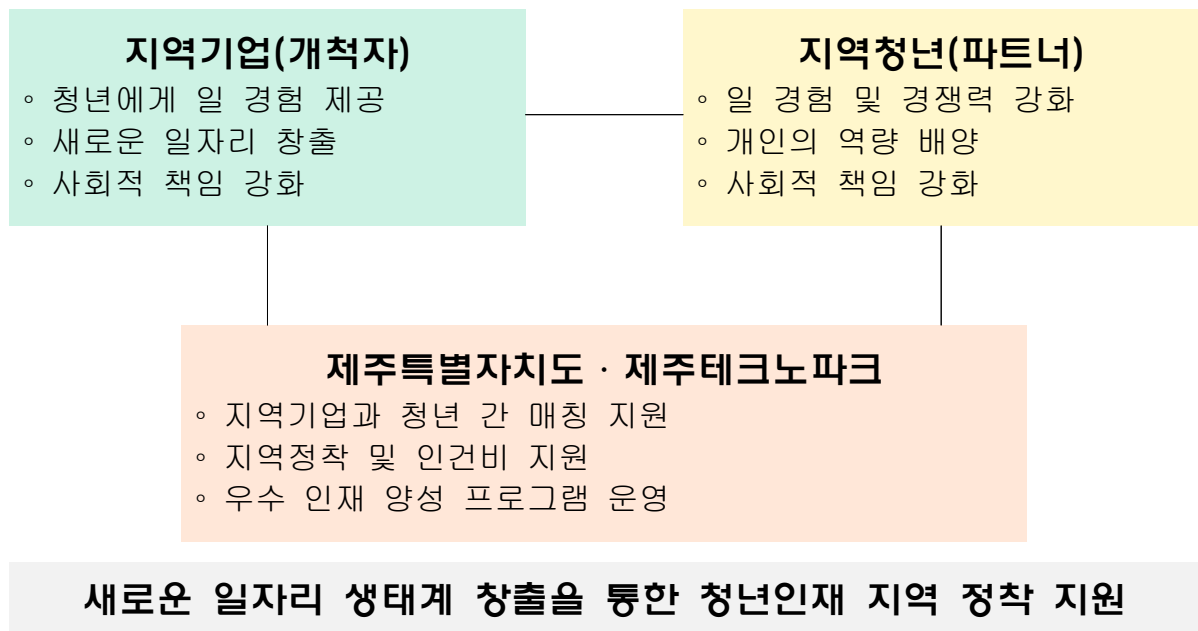 지역기업(개척자)
◦ 청년에게 일 경험 제공
◦ 새로운 일자리 창출
◦ 사회적 책임 강화
지역청년(파트너)
◦ 일 경험 및 경쟁력 강화
◦ 개인의 역량 배양
◦ 사회적 책임 강화
제주특별자치도 · 제주테크노파크
◦ 지역기업과 청년 간 매칭 지원
◦ 지역정착 및 인건비 지원
◦ 우수 인재 양성 프로그램 운영
새로운 일자리 생태계 창출을 통한 청년인재 지역 정착 지원